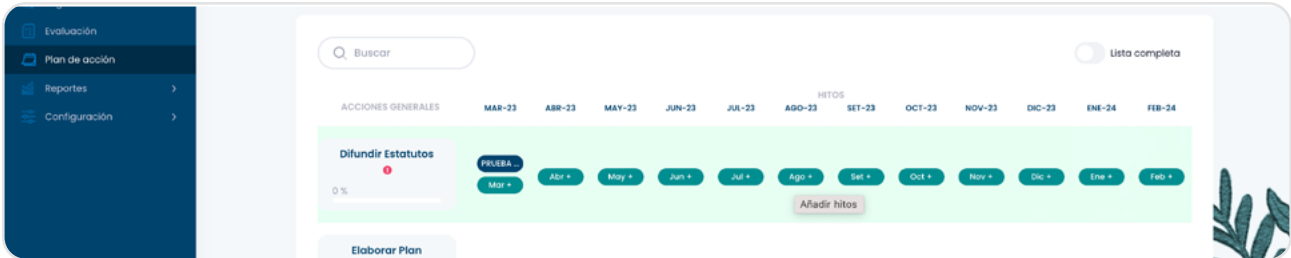 Evaluación
Plan de acción
Reportes
Configuración
Buscar
Lista completa
HITOS
ACCIONES GENERALES MAR-23 ABR-23 MAY-23 JUN-23 JUL-23 AGO-23 SET-23 OCT-23 NOV-23 DIC-23 ENE-24 FEB-24
Difundir Estatutos
0 %
PRUEBA ...
Mar + Abr + May + Jun + Jul + Ago + Set + Oct + Nov + Dic + Ene + Feb +
Añadir hitos
Elaborar Plan